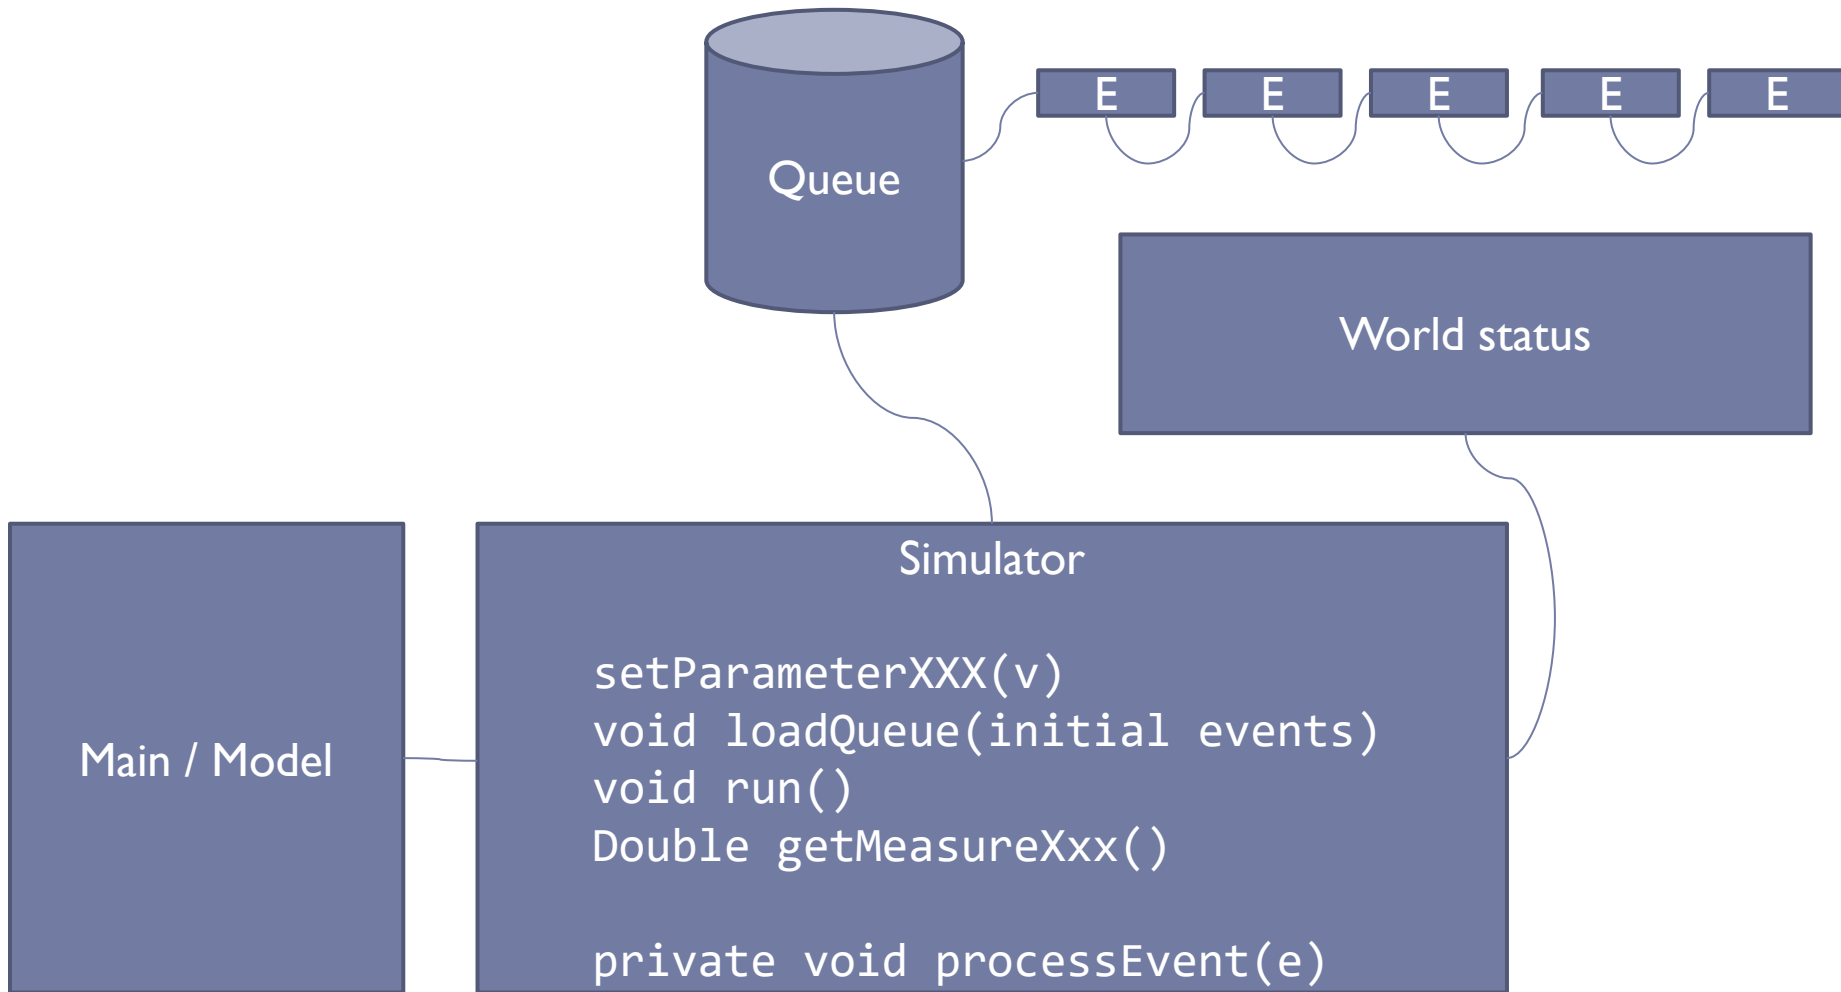 E
E
E
E
E
Queue
World status
Simulator
setParameterXXX(v)
void loadQueue(initial events)
void run()
Double getMeasureXxx()
private void processEvent(e)
Main / Model